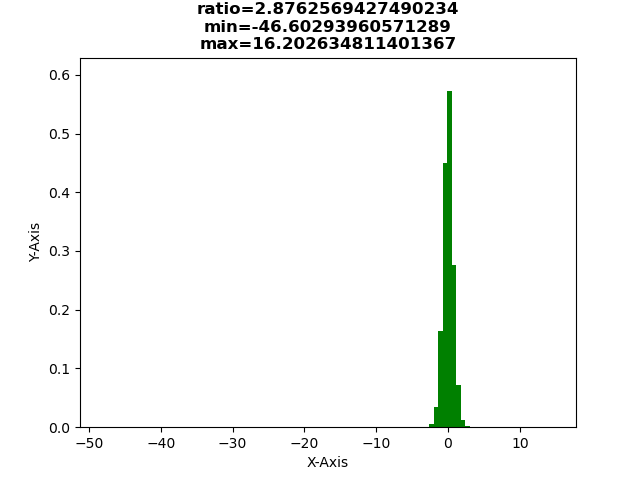 ratio=2.8762569427490234
min=-46.60293960571289
max=16.202634811401367
0.6
0.5
0.4
0.3
0.2
0.1
0.0
Y-Axis
−50 −40 −30 −20 −10 0 10
X-Axis